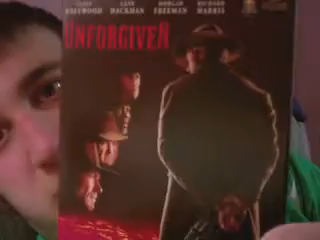 CLINT GENE MORGAN RICHARD
EASTWOOD HACKMAN FREEMAN HARRIS
UNFORGIVEN